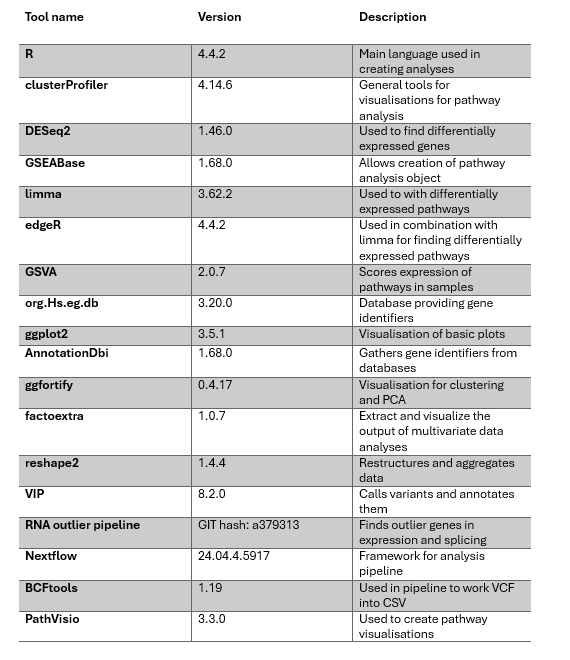 Tool name Version Description
R 4.4.2 Main language used in
creating analyses
clusterProfiler 4.14.6 General tools for
visualisations for pathway
analysis
DESeq2 1.46.0 Used to find differentially
expressed genes
GSEABase 1.68.0 Allows creation of pathway
analysis object
limma 3.62.2 Used to with differentially
expressed pathways
edgeR 4.4.2 Used in combination with
limma for finding differentially
expressed pathways
GSVA 2.0.7 Scores expression of
pathways in samples
org.Hs.eg.db 3.20.0 Database providing gene
identifiers
ggplot2 3.5.1 Visualisation of basic plots
AnnotationDbi 1.68.0 Gathers gene identifiers from
databases
ggfortify 0.4.17 Visualisation for clustering
and PCA
factoextra 1.0.7 Extract and visualize the
output of multivariate data
analyses
reshape2 1.4.4 Restructures and aggregates
data
VIP 8.2.0 Calls variants and annotates
them
RNA outlier pipeline GIT hash: a379313 Finds outlier genes in
expression and splicing
Nextflow 24.04.4.5917 Framework for analysis
pipeline
BCFtools 1.19 Used in pipeline to work VCF
into CSV
PathVisio 3.3.0 Used to create pathway
visualisations